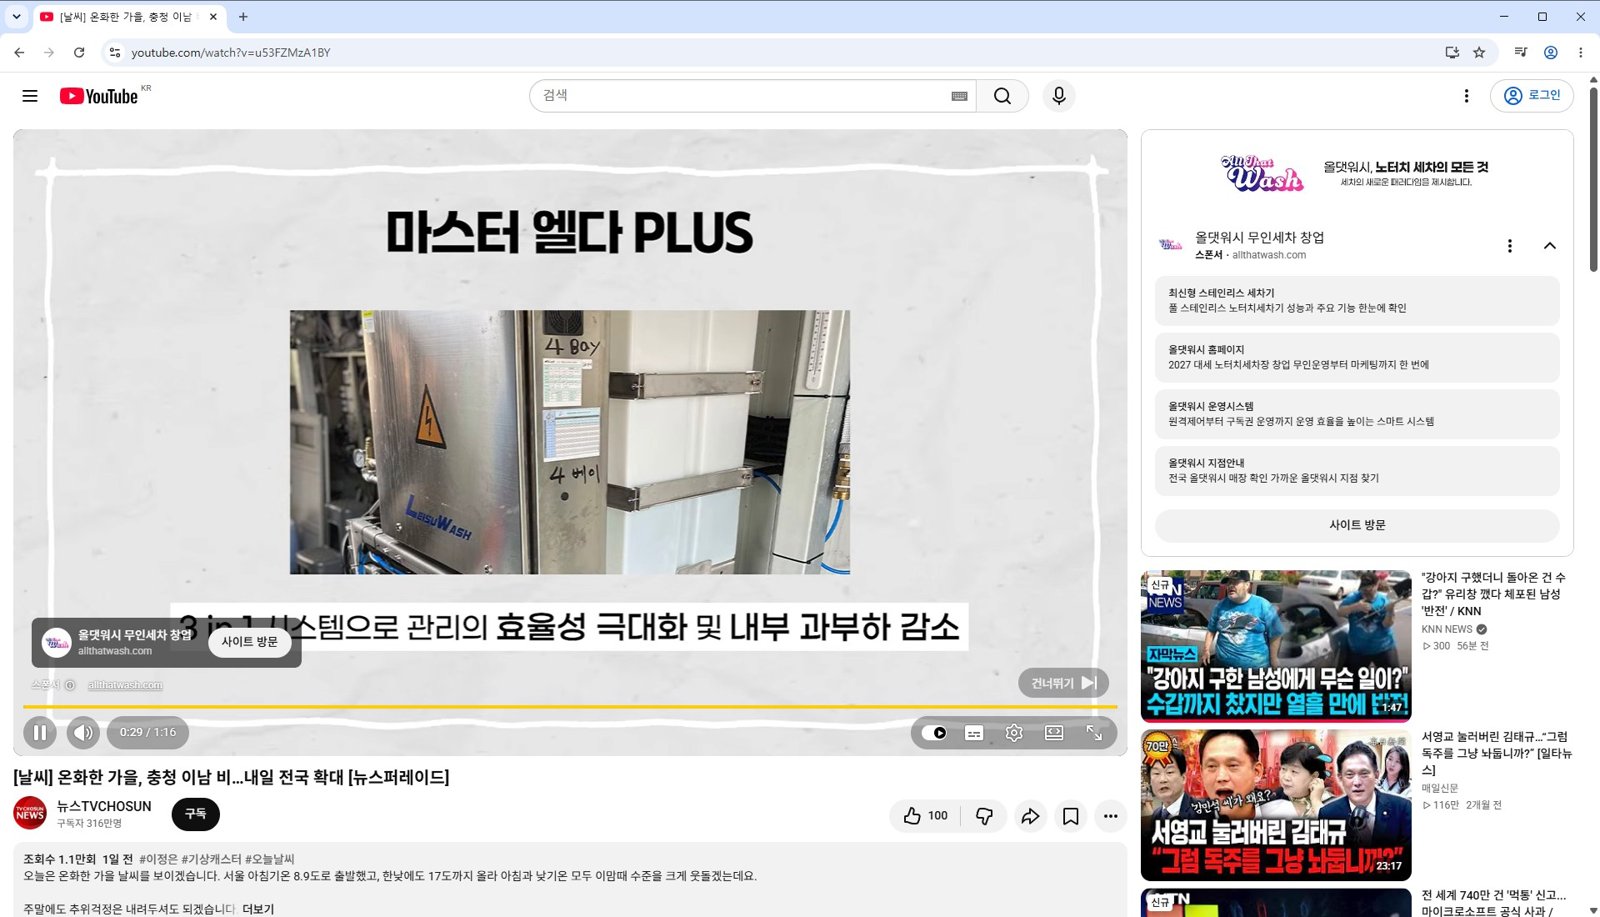 [날씨] 온화한 가을, 충청 이남
youtube.com/watch?v=u53FZMzA1BY
YouTube KR
검색
로그인
마스터 엘다 PLUS
4 Bay
4 베이
LEISUWASH
시스템으로 관리의 효율성 극대화 및 내부 과부하 감소
올댓워시 무인세차 창업
allthatwash.com
사이트 방문
스폰서
allthatwash.com
건너뛰기
0:29 / 1:16
[날씨] 온화한 가을, 충청 이남 비...내일 전국 확대 [뉴스퍼레이드]
TVCHOSUN NEWS
뉴스TVCHOSUN
구독자 316만명
구독
100
조회수 1.1만회 1일 전 #이정은 #기상캐스터 #오늘날씨
오늘은 온화한 가을 날씨를 보이겠습니다. 서울 아침기온 8.9도로 출발했고, 한낮에도 17도까지 올라 아침과 낮기온 모두 이맘때 수준을 크게 웃돌겠는데요.
주말에도 추위걱정은 내려두셔도 되겠습니다 더보기
All That Wash
올댓워시, 노터치 세차의 모든 것
세차의 새로운 패러다임을 제시합니다.
올댓워시 무인세차 창업
스폰서 · allthatwash.com
최신형 스테인리스 세차기
풀 스테인리스 노터치세차기 성능과 주요 기능 한눈에 확인
올댓워시 홈페이지
2027 대세 노터치세차장 창업 무인운영부터 마케팅까지 한 번에
올댓워시 운영시스템
원격제어부터 구독권 운영까지 운영 효율을 높이는 스마트 시스템
올댓워시 지점안내
전국 올댓워시 매장 확인 가까운 올댓워시 지점 찾기
사이트 방문
신규
KNN
NEWS
자막뉴스
"강아지 구한 남성에게 무슨 일이?"
수갑까지 찼지만 열흘 만에 반전
1:47
"강아지 구했더니 돌아온 건 수
갑?" 유리창 깼다 체포된 남성
'반전' / KNN
KNN NEWS
300 56분 전
70만
김민석 씨가 왜요?
서영교 눌러버린 김태규
"그럼 독주를 그냥 놔둡니까?"
23:17
서영교 눌러버린 김태규..."그럼
독주를 그냥 놔둡니까?" [일타뉴
스]
매일신문
116만 2개월 전
신규
전 세계 740만 건 '먹통' 신고...
마이크로소프트 공식 사과 /